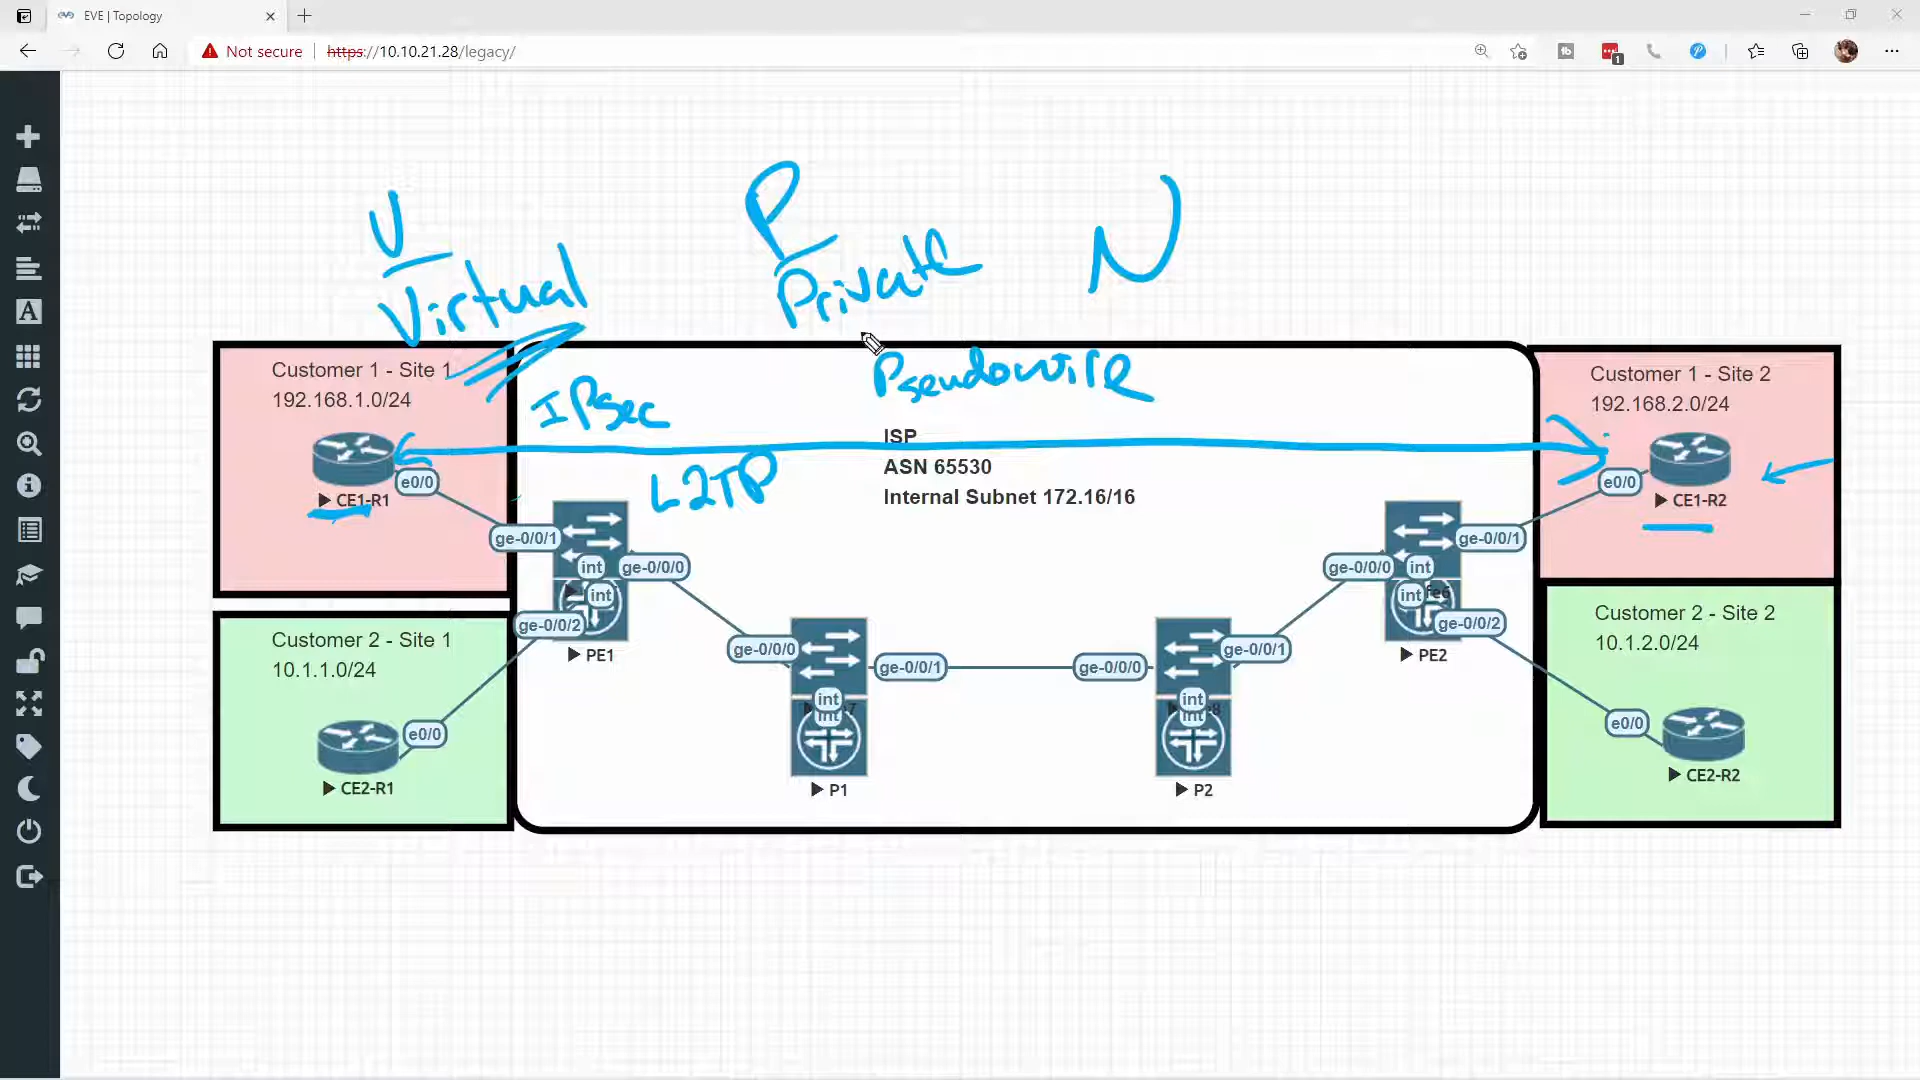 EVE | Topology
Not secure
https://10.10.21.28/legacy/
1
V
P
N
Virtual
Private
Pseudowire
IPsec
L2TP
Customer 1 - Site 1
192.168.1.0/24
e0/0
CE1-R1
Customer 2 - Site 1
10.1.1.0/24
e0/0
CE2-R1
ISP
ASN 65530
Internal Subnet 172.16/16
ge-0/0/1
int
ge-0/0/0
int
ge-0/0/2
PE1
ge-0/0/0
ge-0/0/1
int
int
P1
ge-0/0/0
ge-0/0/1
int
int
P2
ge-0/0/0
int
ge-0/0/1
int
ge-0/0/2
PE2
Customer 1 - Site 2
192.168.2.0/24
e0/0
CE1-R2
Customer 2 - Site 2
10.1.2.0/24
e0/0
CE2-R2